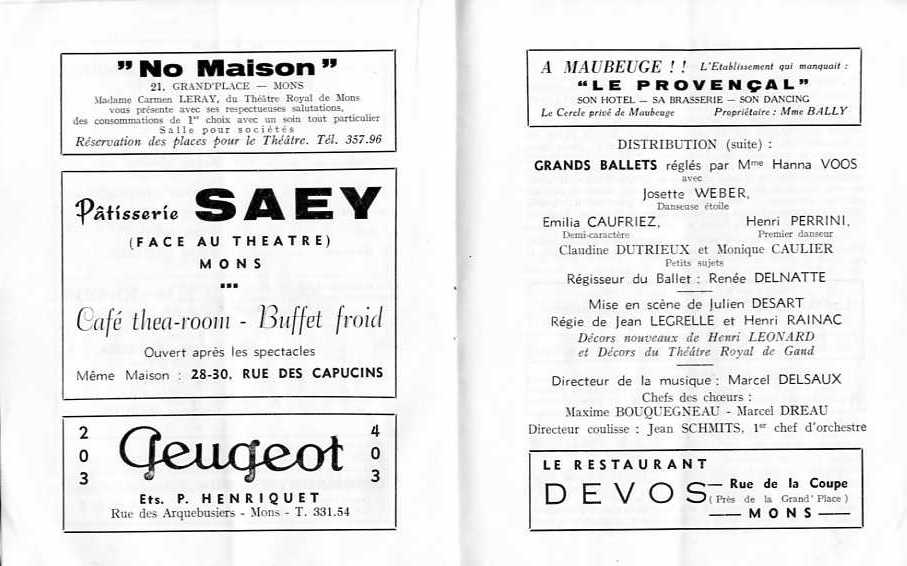 " No Maison "
21, GRAND'PLACE — MONS
Madame Carmen LERAY, du Théâtre Royal de Mons
vous présente avec ses respectueuses salutations,
des consommations de 1er choix avec un soin tout particulier
Salle pour sociétés
Réservation des places pour le Théâtre. Tél. 357.96
Pâtisserie SAEY
(FACE AU THEATRE)
MONS
Café thea-room - Buffet froid
Ouvert après les spectacles
Même Maison : 28-30, RUE DES CAPUCINS
203 Peugeot 403
Ets. P. HENRIQUET
Rue des Arquebusiers - Mons - T. 331.54
A MAUBEUGE ! ! L'Etablissement qui manquait :
"LE PROVENÇAL"
SON HOTEL — SA BRASSERIE — SON DANCING
Le Cercle privé de Maubeuge Propriétaire : Mme BALLY
DISTRIBUTION (suite) :
GRANDS BALLETS réglés par Mme Hanna VOOS
avec
Josette WEBER,
Danseuse étoile
Emilia CAUFRIEZ, Henri PERRINI,
Demi-caractère Premier danseur
Claudine DUTRIEUX et Monique CAULIER
Petits sujets
Régisseur du Ballet : Renée DELNATTE
Mise en scène de Julien DESART
Régie de Jean LEGRELLE et Henri RAINAC
Décors nouveaux de Henri LEONARD
et Décors du Théâtre Royal de Gand
Directeur de la musique : Marcel DELSAUX
Chefs des chœurs :
Maxime BOUQUEGNEAU - Marcel DREAU
Directeur coulisse : Jean SCHMITS, 1er chef d'orchestre
LE RESTAURANT
DEVOS — Rue de la Coupe
(Près de la Grand' Place)
— MONS —